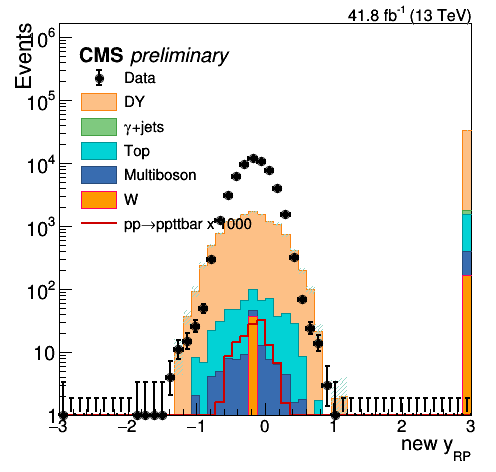 41.8 fb⁻¹ (13 TeV)
Events
CMS preliminary
Data
DY
γ+jets
Top
Multiboson
W
pp→ppttbar x 1000
10⁶
10⁵
10⁴
10³
10²
10
1
−3 −2 −1 0 1 2 3
new y_RP